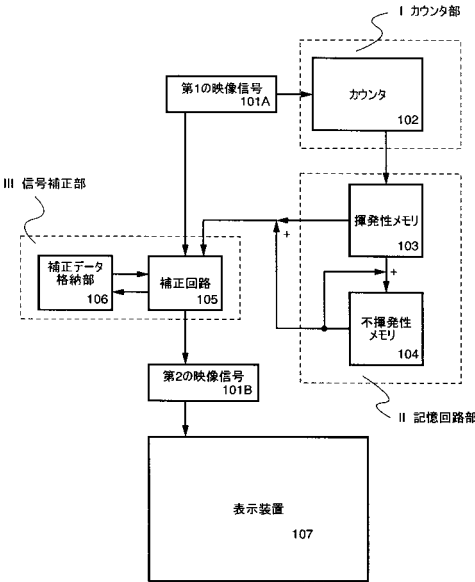 I カウンタ部
第1の映像信号
101A
カウンタ
102
III 信号補正部
揮発性メモリ
103
+
補正データ
格納部
106
補正回路
105
+
不揮発性
メモリ
104
第2の映像信号
101B
II 記憶回路部
表示装置
107